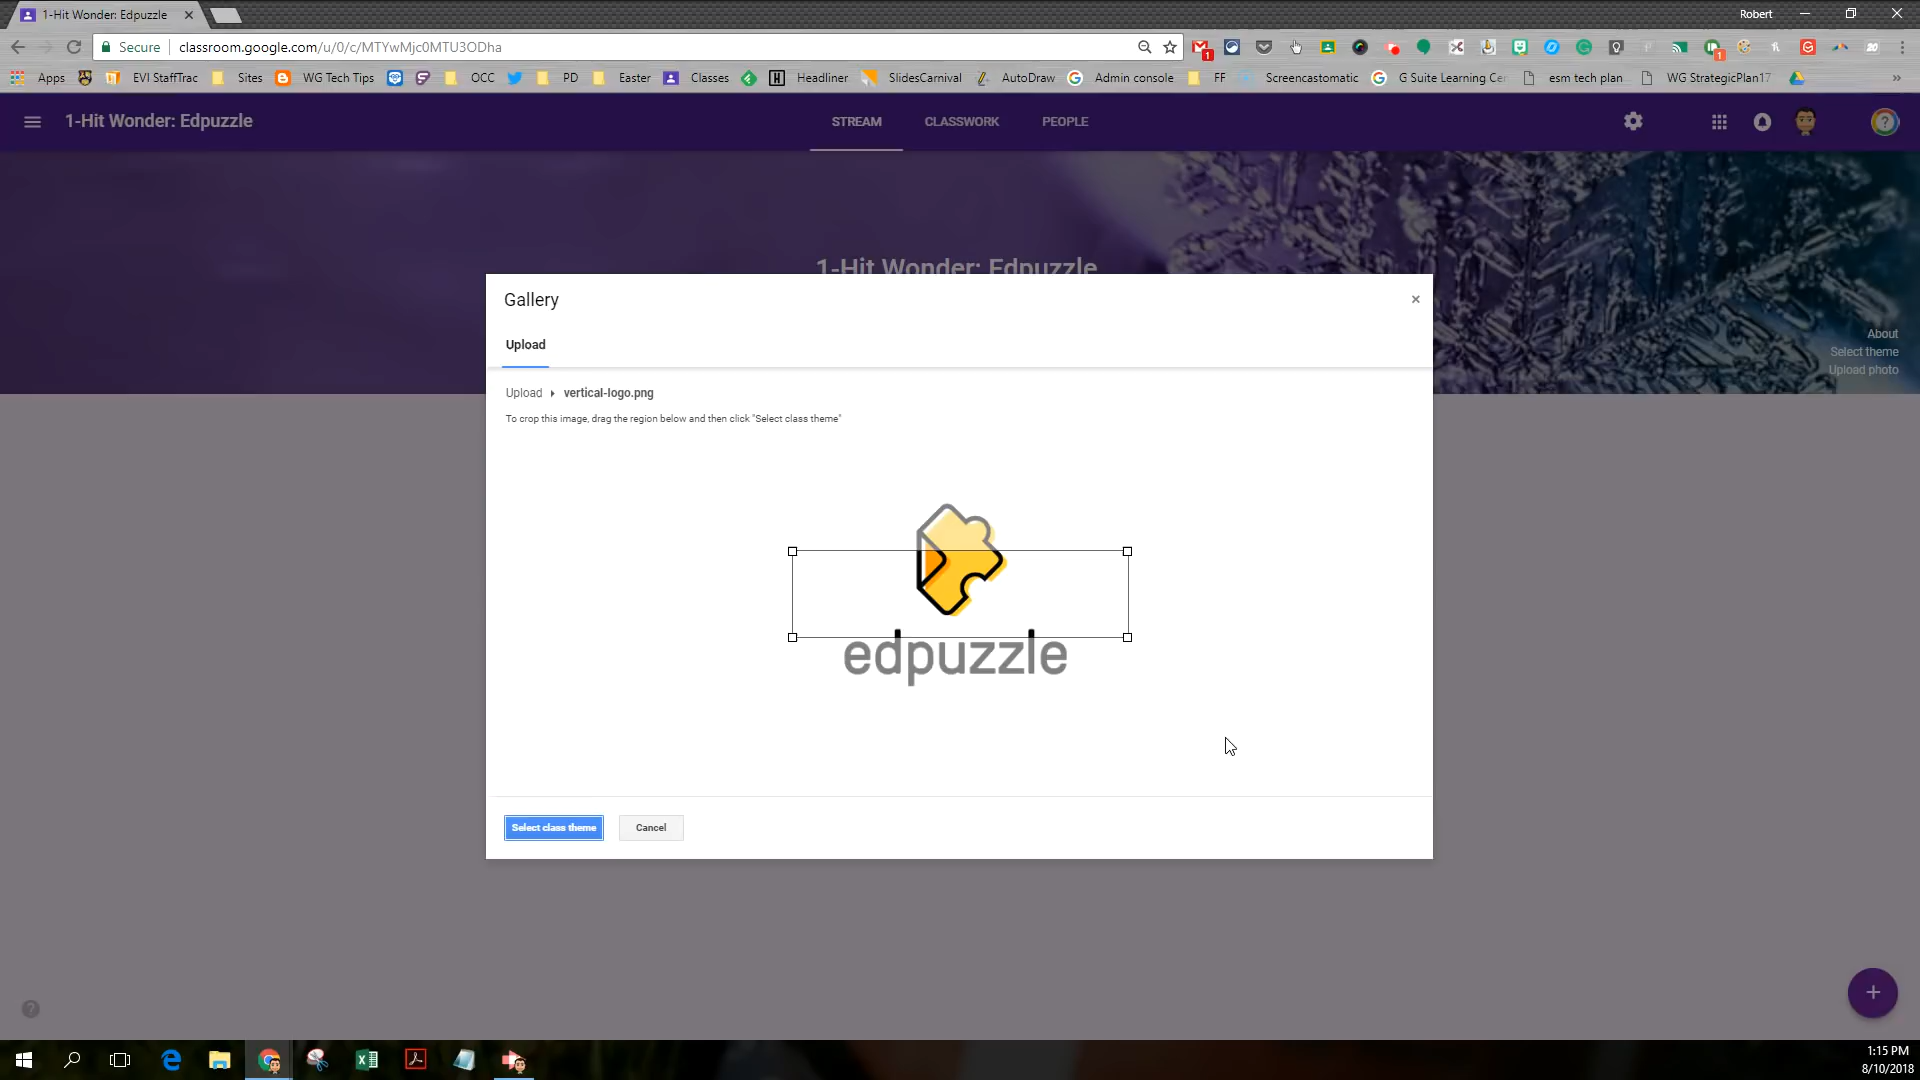 1-Hit Wonder: Edpuzzle
Robert
Secure
classroom.google.com/u/0/c/MTYwMjc0MTU3ODha
Apps
EVI StaffTrac
Sites
WG Tech Tips
OCC
PD
Easter
Classes
Headliner
SlidesCarnival
AutoDraw
Admin console
FF
Screencastomatic
G Suite Learning Cer
esm tech plan
WG StrategicPlan17
1-Hit Wonder: Edpuzzle
STREAM
CLASSWORK
PEOPLE
1-Hit Wonder: Edpuzzle
About
Select theme
Upload photo
Gallery
Upload
Upload
vertical-logo.png
To crop this image, drag the region below and then click "Select class theme"
edpuzzle
Select class theme
Cancel
1:15 PM
8/10/2018